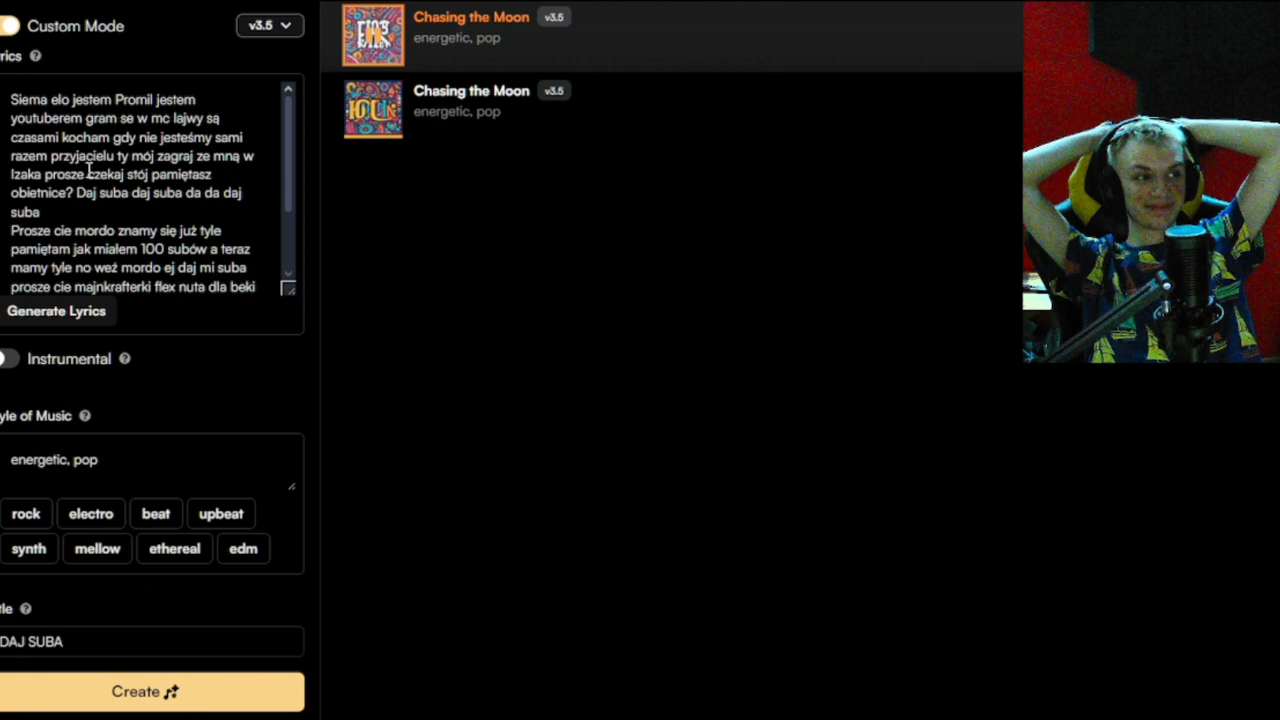 Custom Mode
v3.5
rics
Siema elo jestem Promil jestem
youtuberem gram se w mc lajwy są
czasami kocham gdy nie jesteśmy sami
razem przyjacielu ty mój zagraj ze mną w
Izaka prosze czekaj stój pamiętasz
obietnice? Daj suba daj suba da da daj
suba
Prosze cie mordo znamy się już tyle
pamiętam jak miałem 100 subów a teraz
mamy tyle no weź mordo ej daj mi suba
prosze cie majnkrafterki flex nuta dla beki
Generate Lyrics
Instrumental
yle of Music
energetic, pop
rock electro beat upbeat
synth mellow ethereal edm
tle
DAJ SUBA
Create
Chasing the Moon v3.5
energetic, pop
Chasing the Moon v3.5
energetic, pop